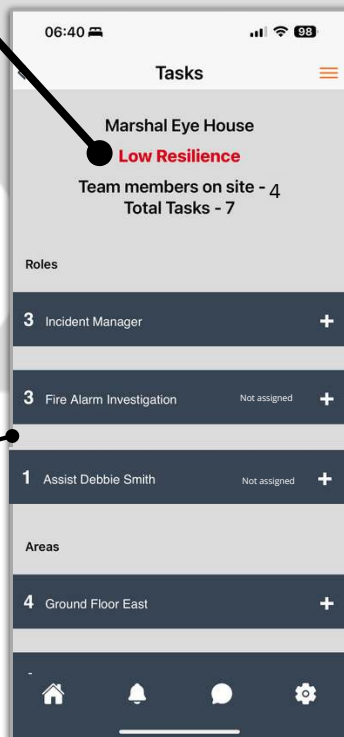 06:40
98
Tasks
Marshal Eye House
Low Resilience
Team members on site - 4
Total Tasks - 7
Roles
3 Incident Manager +
3 Fire Alarm Investigation Not assigned +
1 Assist Debbie Smith Not assigned +
Areas
4 Ground Floor East +